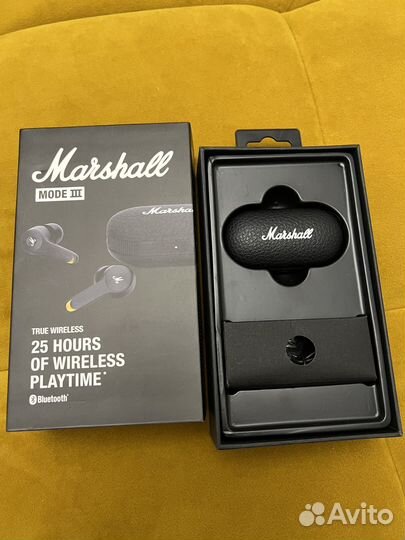 Marshall
MODE III
Marshall
TRUE WIRELESS
25 HOURS
OF WIRELESS
PLAYTIME*
Bluetooth®
Marshall
Avito